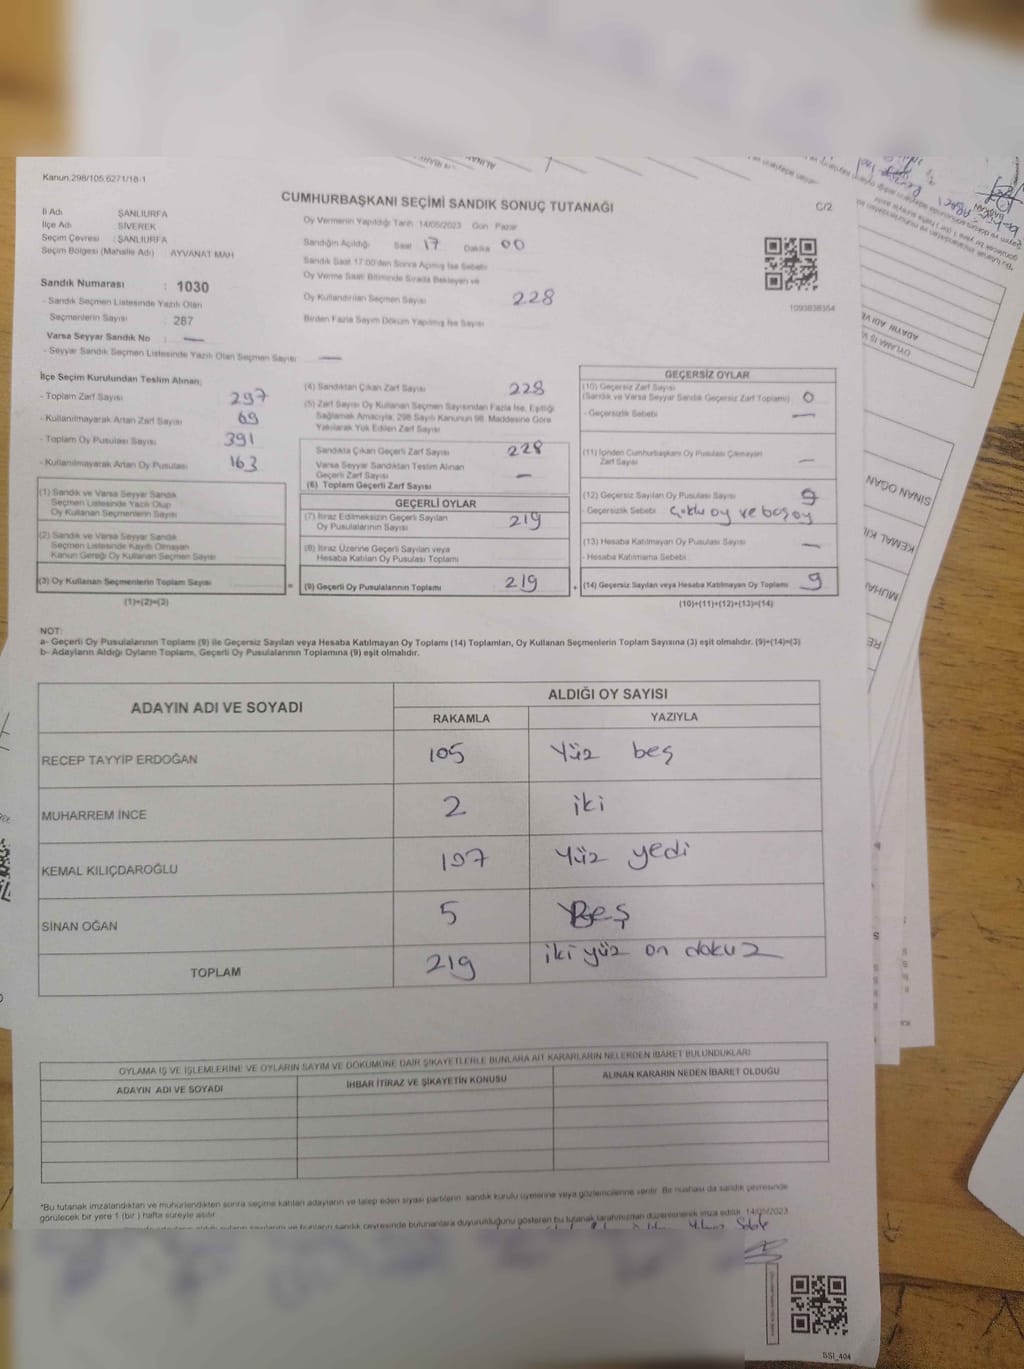 Kanun,298/105,6271/18-1
CUMHURBAŞKANI SEÇİMİ SANDIK SONUÇ TUTANAĞI
C/2
İl Adı ŞANLIURFA
İlçe Adı SİVEREK
Seçim Çevresi : ŞANLIURFA
Seçim Bölgesi (Mahalle Adı) AYVANAT MAH
Sandık Numarası : 1030
- Sandık Seçmen Listesinde Yazılı Olan
Seçmenlerin Sayısı : 287
Varsa Seyyar Sandık No : —
- Seyyar Sandık Seçmen Listesinde Yazılı Olan Seçmen Sayısı —
Oy Vermenin Yapıldığı Tarih : 14/05/2023 Gün : Pazar
Sandığın Açıldığı Saat 17 Dakika 00
Sandık Saat 17:00'den Sonra Açılmış İse Sebebi
Oy Verme Saati Bitiminde Sırada Bekleyen ve
Oy Kullandırılan Seçmen Sayısı 228
Birden Fazla Sayım Döküm Yapılmış İse Sayısı
1093838354
İlçe Seçim Kurulundan Teslim Alınan;
- Toplam Zarf Sayısı 297
- Kullanılmayarak Artan Zarf Sayısı 69
- Toplam Oy Pusulası Sayısı 391
- Kullanılmayarak Artan Oy Pusulası 163
(1) Sandık ve Varsa Seyyar Sandık
Seçmen Listesinde Yazılı Olup
Oy Kullanan Seçmenlerin Sayısı
(2) Sandık ve Varsa Seyyar Sandık
Seçmen Listesinde Kayıtlı Olmayan
Kanun Gereği Oy Kullanan Seçmen Sayısı
(3) Oy Kullanan Seçmenlerin Toplam Sayısı =
(1)+(2)=(3)
(4) Sandıktan Çıkan Zarf Sayısı 228
(5) Zarf Sayısı Oy Kullanan Seçmen Sayısından Fazla İse, Eşitliği
Sağlamak Amacıyla, 298 Sayılı Kanunun 98. Maddesine Göre
Yakılarak Yok Edilen Zarf Sayısı
Sandıkta Çıkan Geçerli Zarf Sayısı 228
Varsa Seyyar Sandıktan Teslim Alınan
Geçerli Zarf Sayısı —
(6) Toplam Geçerli Zarf Sayısı
GEÇERLİ OYLAR
(7) İtiraz Edilmeksizin Geçerli Sayılan
Oy Pusulalarının Sayısı 219
(8) İtiraz Üzerine Geçerli Sayılan veya
Hesaba Katılan Oy Pusulası Toplamı
(9) Geçerli Oy Pusulalarının Toplamı 219 +
GEÇERSİZ OYLAR
(10) Geçersiz Zarf Sayısı
(Sandık ve Varsa Seyyar Sandık Geçersiz Zarf Toplamı) 0
- Geçersizlik Sebebi —
(11) İçinden Cumhurbaşkanı Oy Pusulası Çıkmayan
Zarf Sayısı —
(12) Geçersiz Sayılan Oy Pusulası Sayısı 9
- Geçersizlik Sebebi Çoklu oy ve boş oy
(13) Hesaba Katılmayan Oy Pusulası Sayısı —
- Hesaba Katılmama Sebebi
(14) Geçersiz Sayılan veya Hesaba Katılmayan Oy Toplamı 9
(10)+(11)+(12)+(13)=(14)
NOT:
a- Geçerli Oy Pusulalarının Toplamı (9) ile Geçersiz Sayılan veya Hesaba Katılmayan Oy Toplamı (14) Toplamları, Oy Kullanan Seçmenlerin Toplam Sayısına (3) eşit olmalıdır. (9)+(14)=(3)
b- Adayların Aldığı Oyların Toplamı, Geçerli Oy Pusulalarının Toplamına (9) eşit olmalıdır.
ADAYIN ADI VE SOYADI ALDIĞI OY SAYISI
RAKAMLA YAZIYLA
RECEP TAYYİP ERDOĞAN 105 Yüz beş
MUHARREM İNCE 2 iki
KEMAL KILIÇDAROĞLU 107 Yüz yedi
SİNAN OĞAN 5 Beş
TOPLAM 219 iki yüz on dokuz
OYLAMA İŞ VE İŞLEMLERİNE VE OYLARIN SAYIM VE DÖKÜMÜNE DAİR ŞİKAYETLERLE BUNLARA AİT KARARLARIN NELERDEN İBARET BULUNDUKLARI
ADAYIN ADI VE SOYADI İHBAR İTİRAZ VE ŞİKAYETİN KONUSU ALINAN KARARIN NEDEN İBARET OLDUĞU
*Bu tutanak imzalandıktan ve mühürlendikten sonra seçime katılan adayların ve talep eden siyasi partilerin sandık kurulu üyelerine veya gözlemcilerine verilir. Bir nüshası da sandık çevresinde
görülecek bir yere 1 (bir) hafta süreyle asılır.
sandık çevresinde bulunanlara duyurulduğunu gösteren bu tutanak tarafımızdan düzenlenerek imza edildi. 14/05/2023
SSI_404
SİNAN OĞAN
ADAYIN ADI VE
BAŞKAN